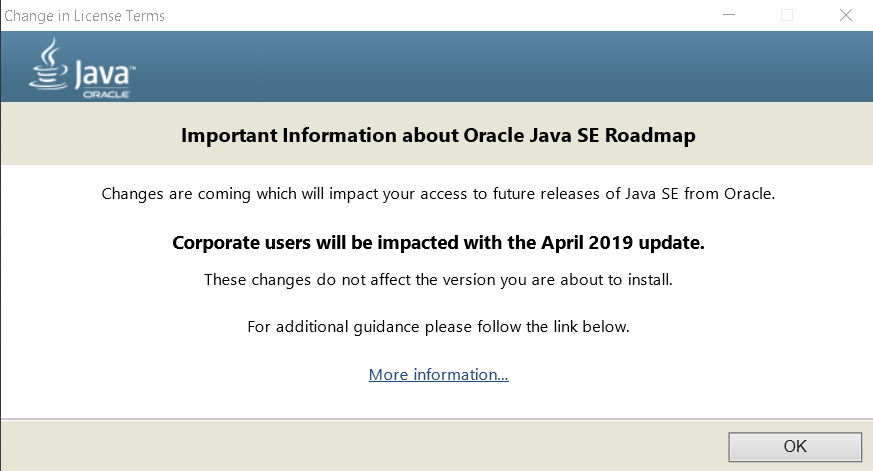 Change in License Terms
Java™
ORACLE
Important Information about Oracle Java SE Roadmap
Changes are coming which will impact your access to future releases of Java SE from Oracle.
Corporate users will be impacted with the April 2019 update.
These changes do not affect the version you are about to install.
For additional guidance please follow the link below.
More information...
OK